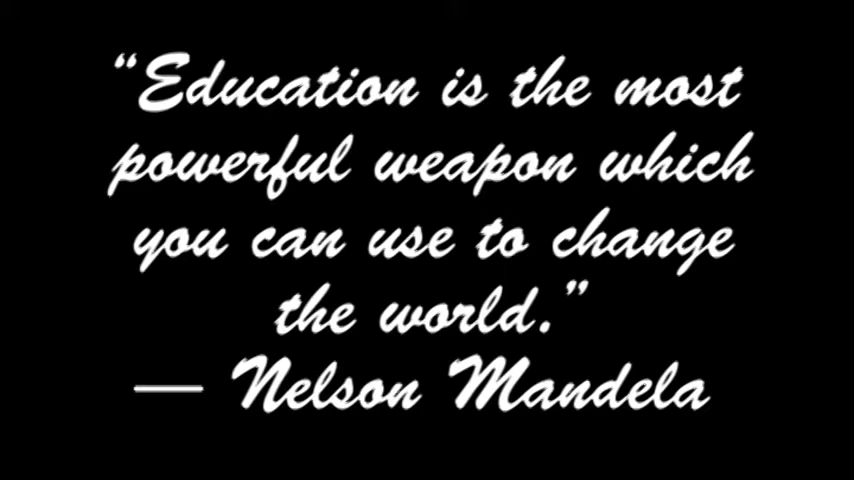 “Education is the most
powerful weapon which
you can use to change
the world.”
— Nelson Mandela